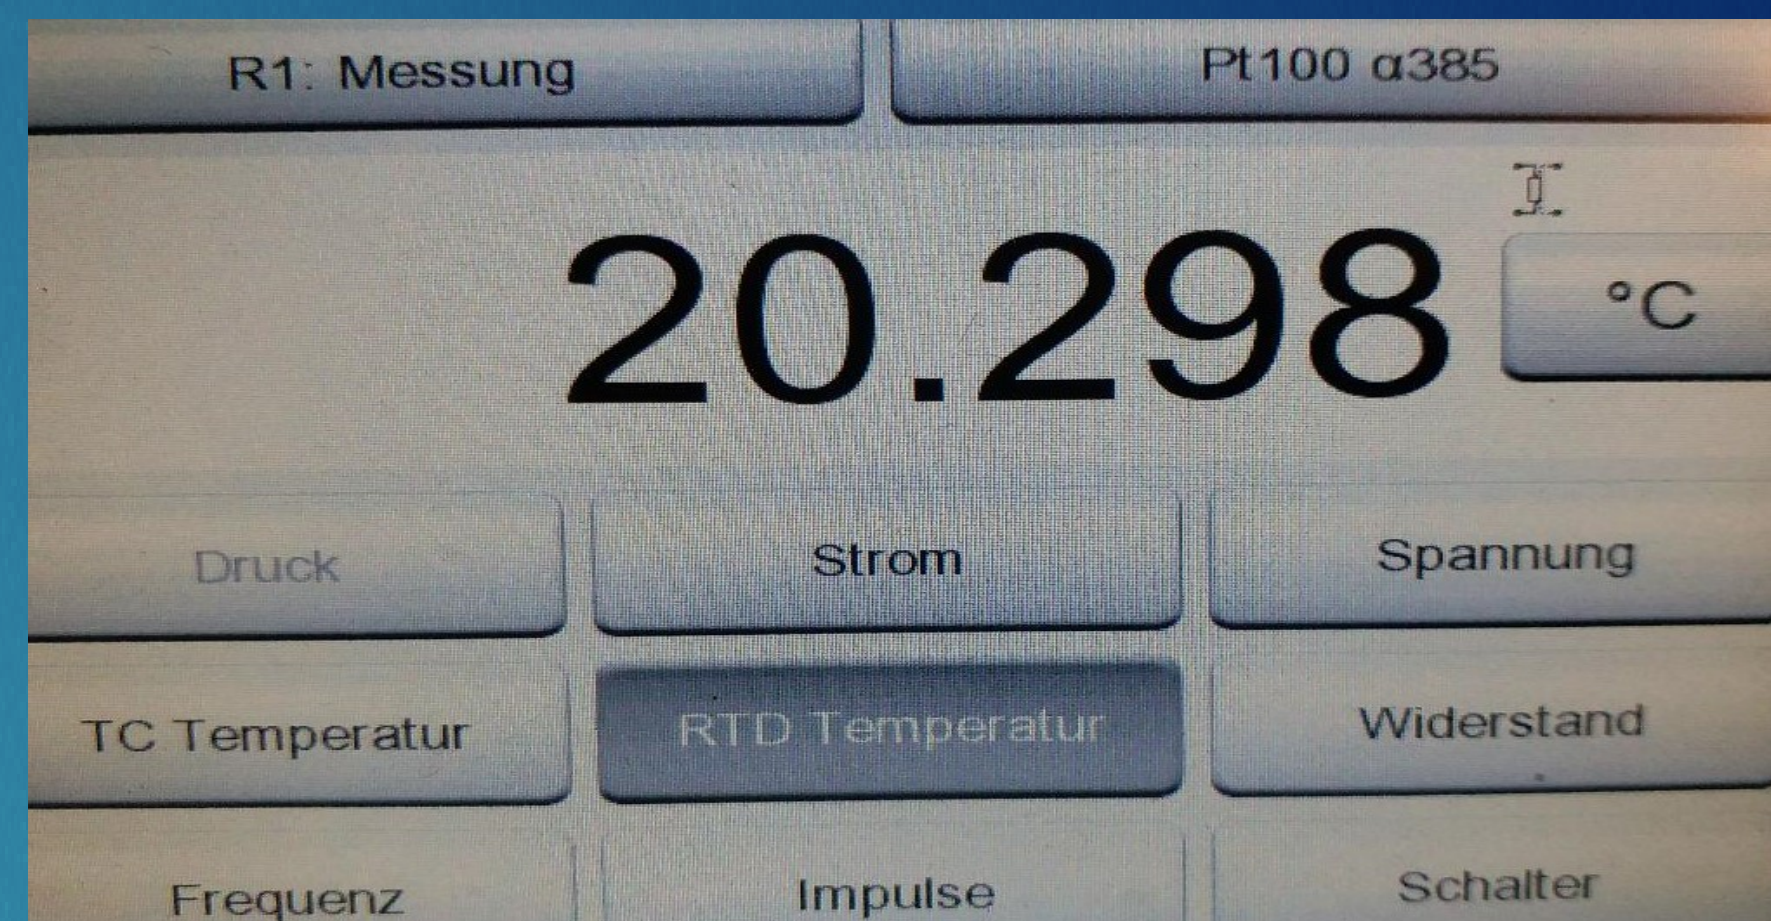 R1: Messung
Pt100 α385
20.298
°C
Druck
Strom
Spannung
TC Temperatur
RTD Temperatur
Widerstand
Frequenz
Impulse
Schalter